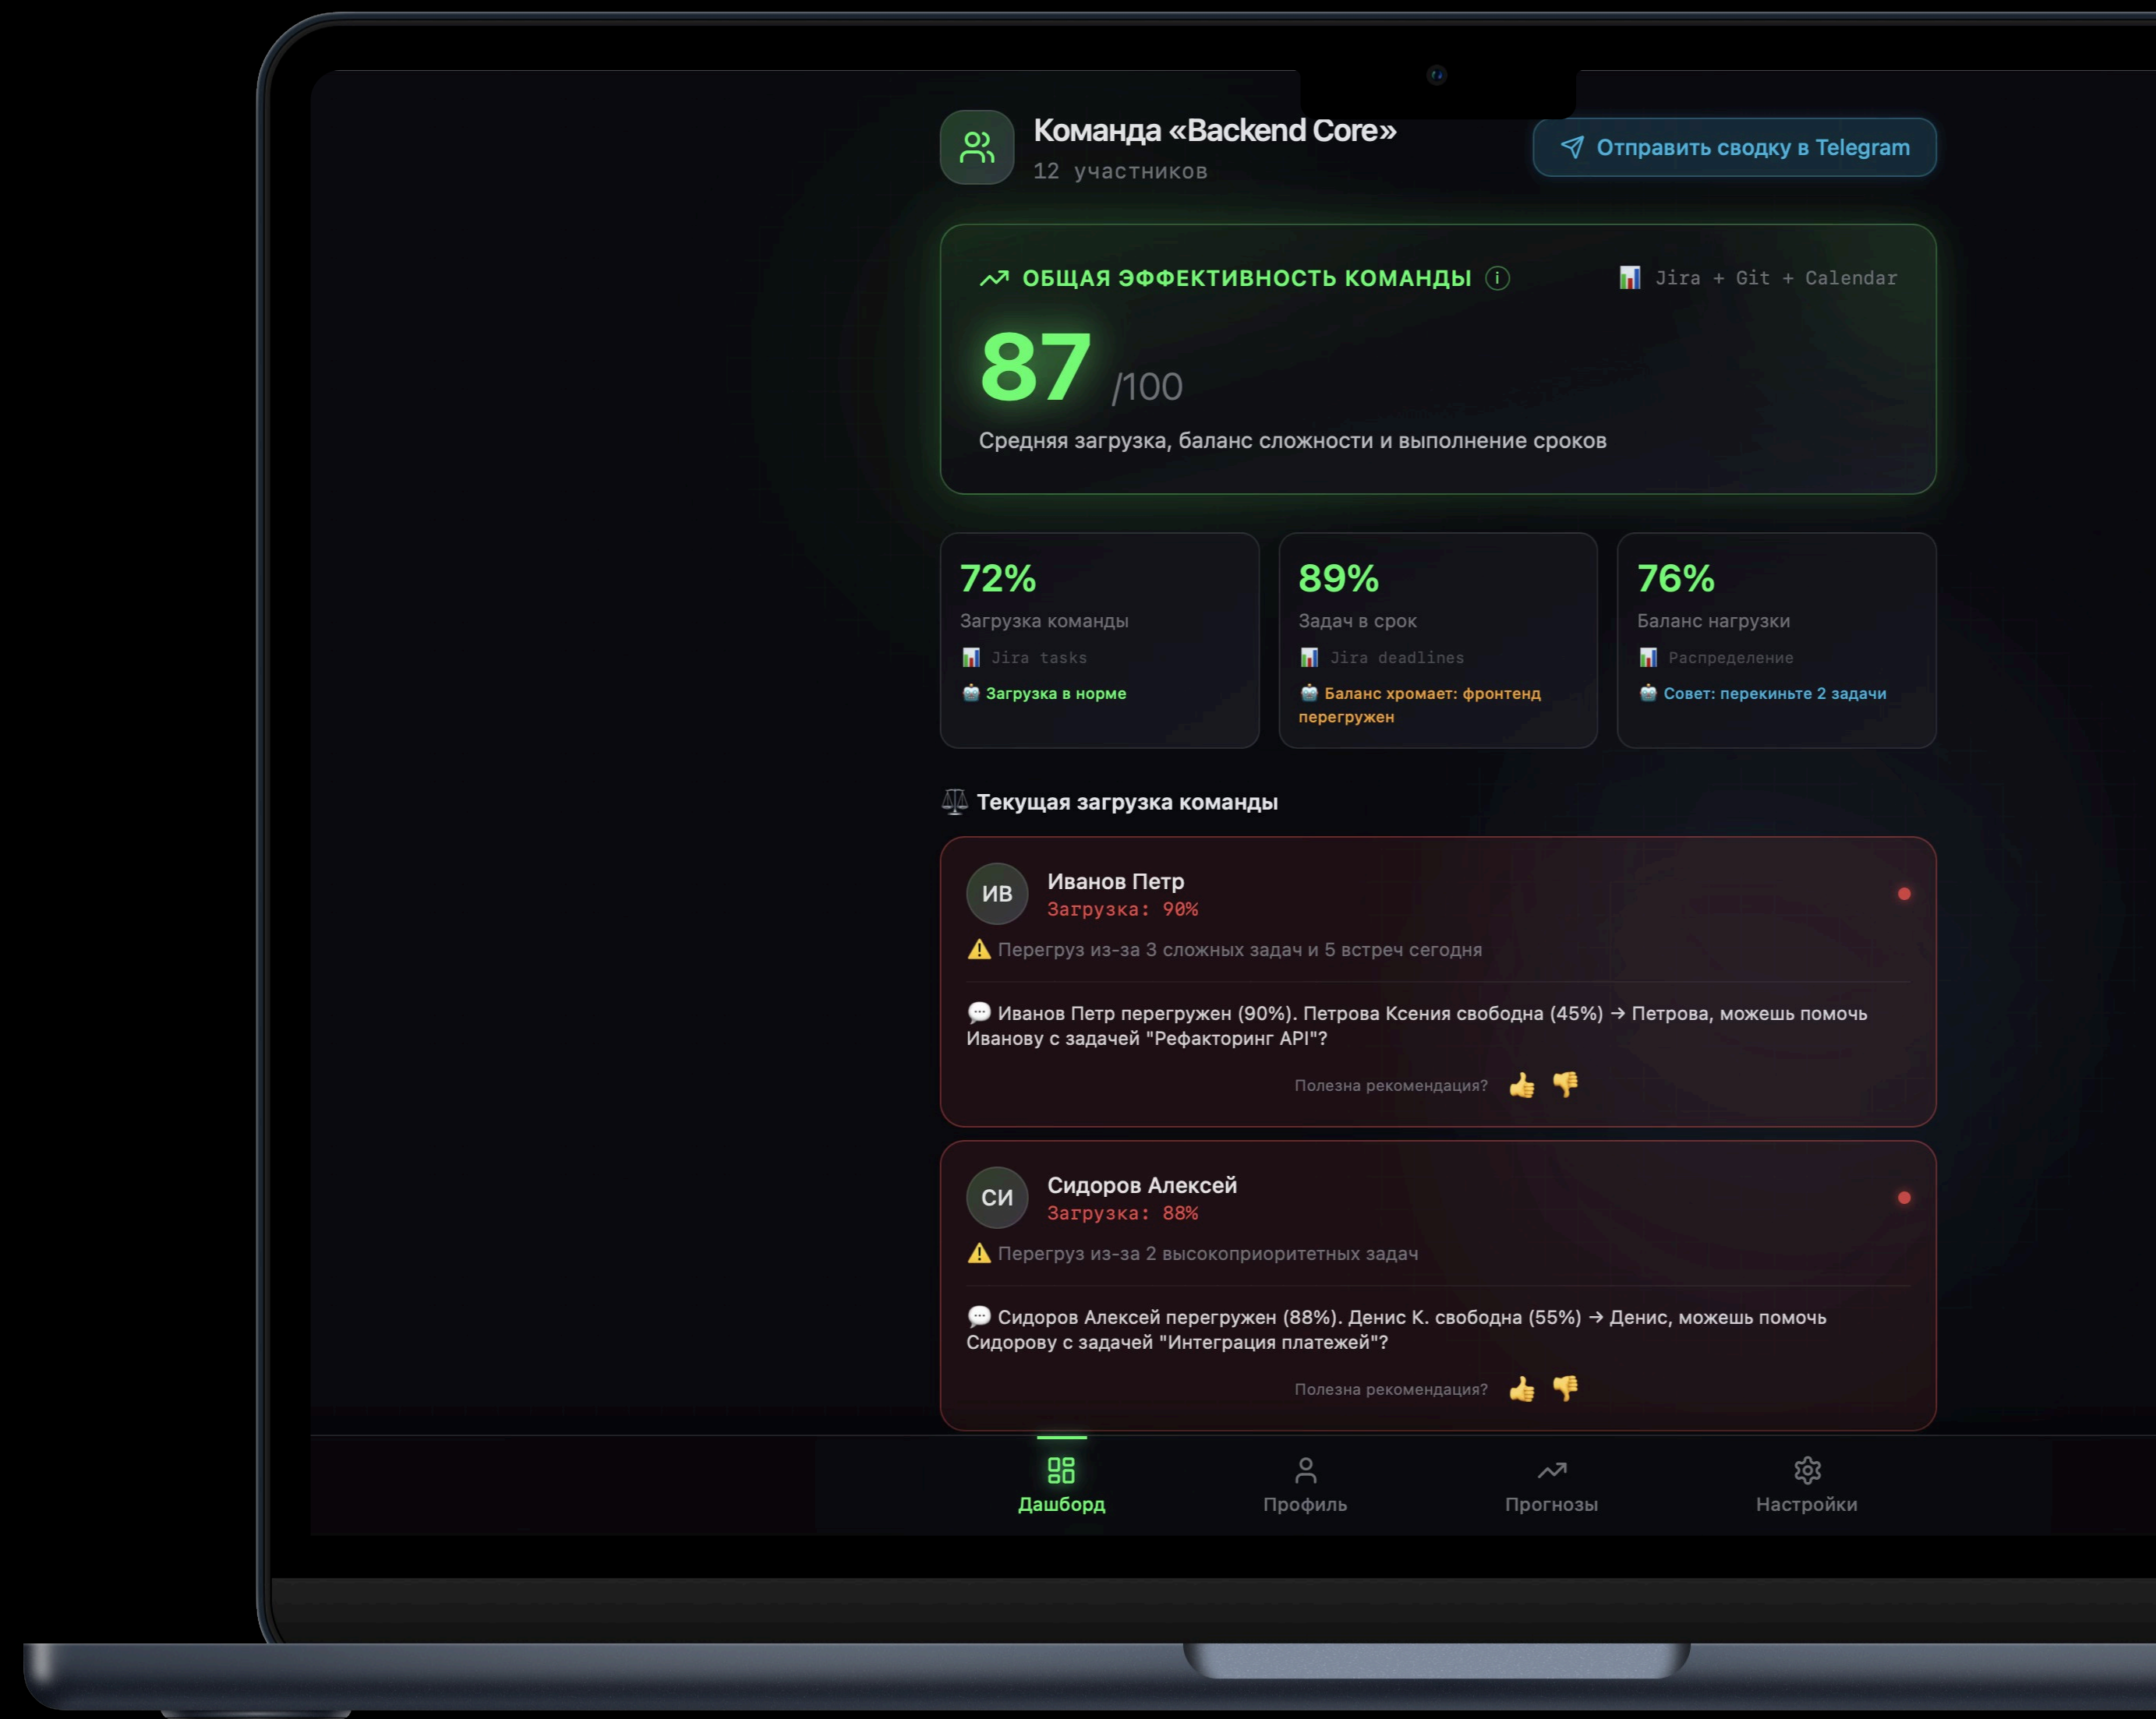 Команда «Backend Core»
12 участников
Отправить сводку в Telegram
ОБЩАЯ ЭФФЕКТИВНОСТЬ КОМАНДЫ i
Jira + Git + Calendar
87 /100
Средняя загрузка, баланс сложности и выполнение сроков
72%
Загрузка команды
Jira tasks
Загрузка в норме
89%
Задач в срок
Jira deadlines
Баланс хромает: фронтенд
перегружен
76%
Баланс нагрузки
Распределение
Совет: перекиньте 2 задачи
Текущая загрузка команды
ИВ
Иванов Петр
Загрузка: 90%
Перегруз из-за 3 сложных задач и 5 встреч сегодня
Иванов Петр перегружен (90%). Петрова Ксения свободна (45%) → Петрова, можешь помочь
Иванову с задачей "Рефакторинг API"?
Полезна рекомендация?
СИ
Сидоров Алексей
Загрузка: 88%
Перегруз из-за 2 высокоприоритетных задач
Сидоров Алексей перегружен (88%). Денис К. свободна (55%) → Денис, можешь помочь
Сидорову с задачей "Интеграция платежей"?
Полезна рекомендация?
Дашборд
Профиль
Прогнозы
Настройки